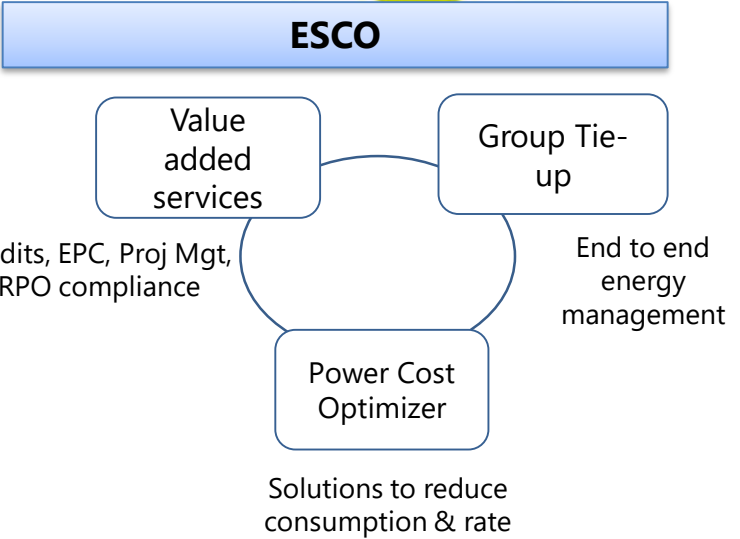 ESCO
Value
added
services
Group Tie-
up
dits, EPC, Proj Mgt,
RPO compliance
End to end
energy
management
Power Cost
Optimizer
Solutions to reduce
consumption & rate